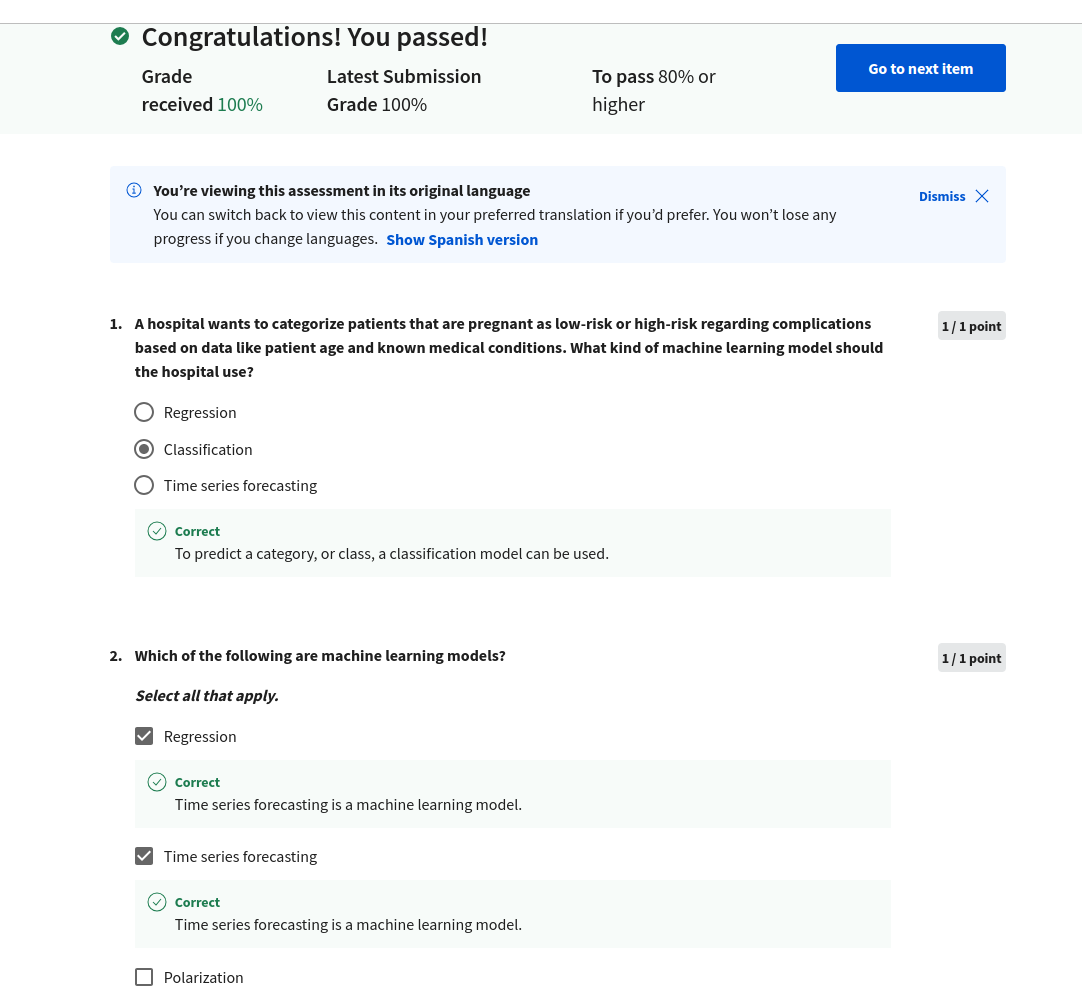 Congratulations! You passed!
Grade
received 100%
Latest Submission
Grade 100%
To pass 80% or
higher
Go to next item
You’re viewing this assessment in its original language
You can switch back to view this content in your preferred translation if you’d prefer. You won’t lose any
progress if you change languages. Show Spanish version
Dismiss
1. A hospital wants to categorize patients that are pregnant as low-risk or high-risk regarding complications
based on data like patient age and known medical conditions. What kind of machine learning model should
the hospital use?
1 / 1 point
Regression
Classification
Time series forecasting
Correct
To predict a category, or class, a classification model can be used.
2. Which of the following are machine learning models?
1 / 1 point
Select all that apply.
Regression
Correct
Time series forecasting is a machine learning model.
Time series forecasting
Correct
Time series forecasting is a machine learning model.
Polarization